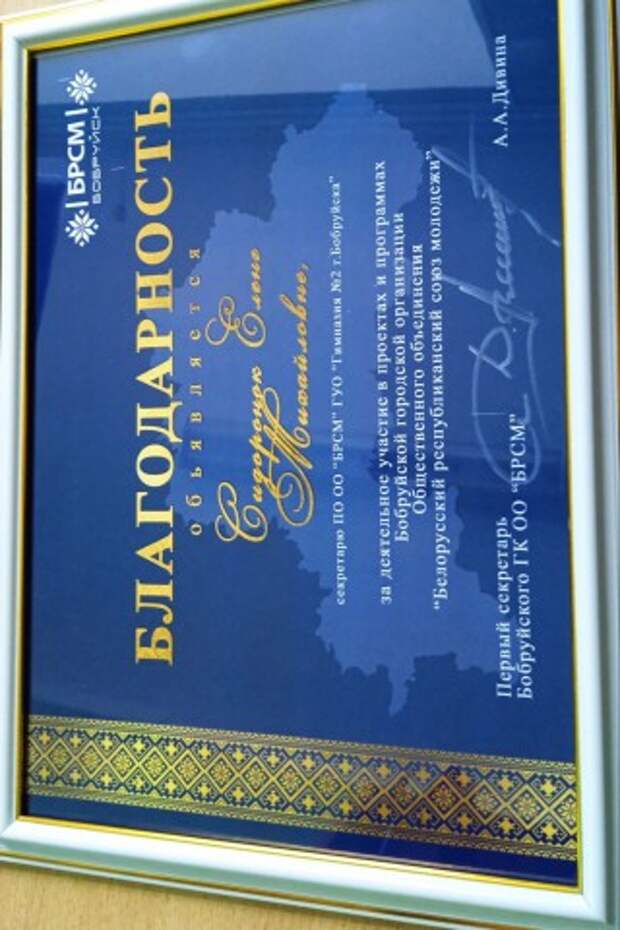 БРСМ
БОБРУЙСК
БЛАГОДАРНОСТЬ
объявляется
Сидорчук Елене
Михайловне,
секретарю ПО ОО "БРСМ" ГУО "Гимназия №2 г.Бобруйска"
за деятельное участие в проектах и программах
Бобруйской городской организации
Общественного объединения
"Белорусский республиканский союз молодежи"
Первый секретарь
Бобруйского ГК ОО "БРСМ"
А.А.Дивина